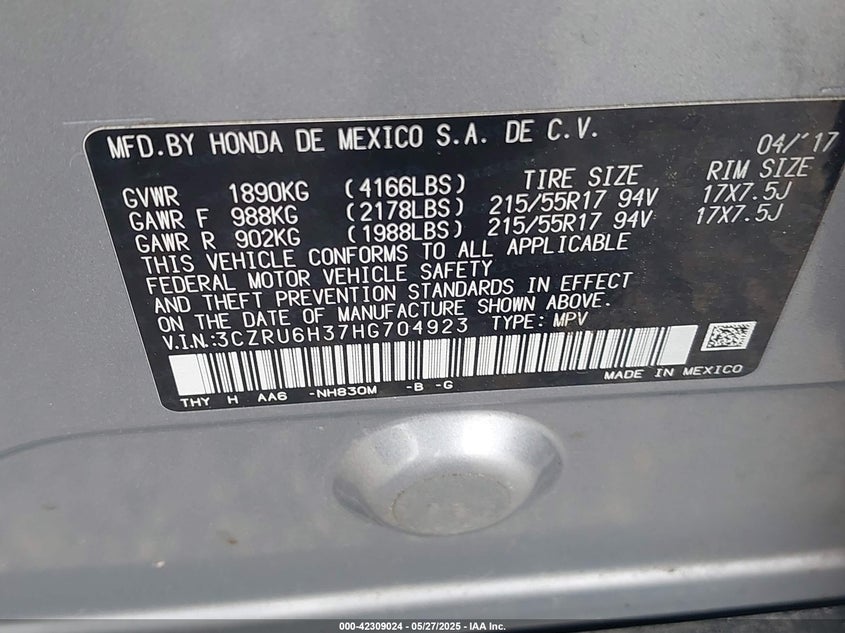 MFD.BY HONDA DE MEXICO S.A. DE C.V.
04/'17
GVWR 1890KG (4166LBS) TIRE SIZE RIM SIZE
GAWR F 988KG (2178LBS) 215/55R17 94V 17X7.5J
GAWR R 902KG (1988LBS) 215/55R17 94V 17X7.5J
THIS VEHICLE CONFORMS TO ALL APPLICABLE
FEDERAL MOTOR VEHICLE SAFETY
AND THEFT PREVENTION STANDARDS IN EFFECT
ON THE DATE OF MANUFACTURE SHOWN ABOVE.
V.I.N.:3CZRU6H37HG704923 TYPE: MPV
THY H AA6 -NH830M -B -G
MADE IN MEXICO
000-42309024 | 05/27/2025 - IAA Inc.